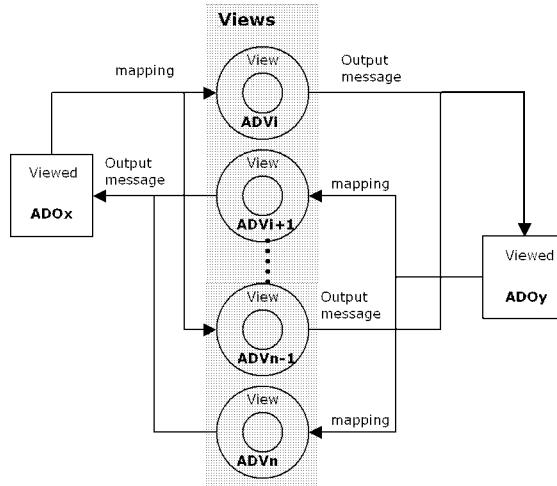 Views
mapping
View
ADVi
Output
message
Viewed
ADOx
Output
message
View
ADVi+1
mapping
Viewed
ADOy
View
ADVn-1
Output
message
View
ADVn
mapping